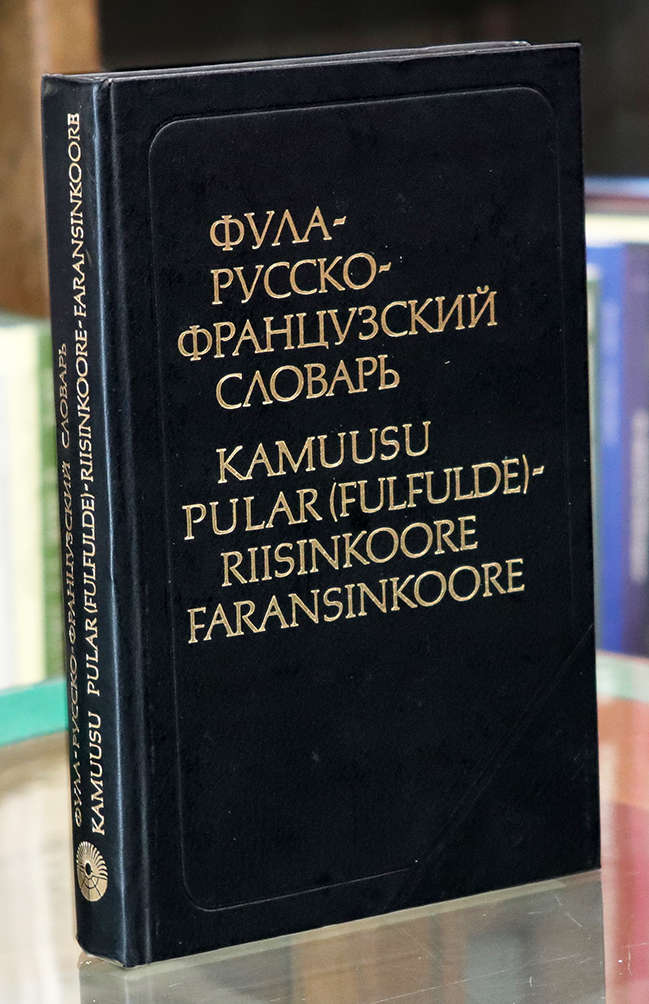 ФУЛА-
РУССКО-
ФРАНЦУЗСКИЙ
СЛОВАРЬ
KAMUUSU
PULAR (FULFULDE)-
RIISINKOORE
FARANSINKOORE
ФУЛА-РУССКО-ФРАНЦУЗСКИЙ СЛОВАРЬ
KAMUUSU PULAR (FULFULDE)-RIISINKOORE-FARANSINKOORE